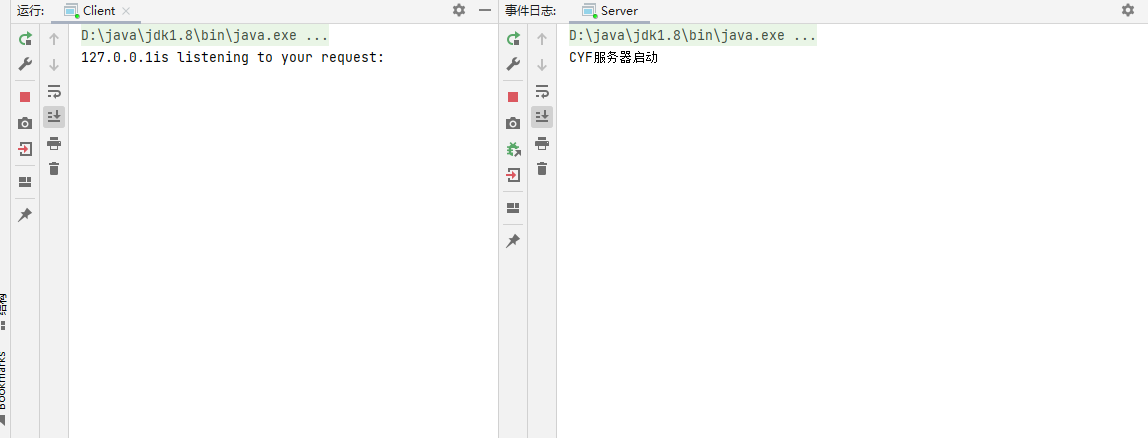 运行:
Client
D:\java\jdk1.8\bin\java.exe ...
127.0.0.1is listening to your request:
事件日志:
Server
D:\java\jdk1.8\bin\java.exe ...
CYF服务器启动
结构
Bookmarks